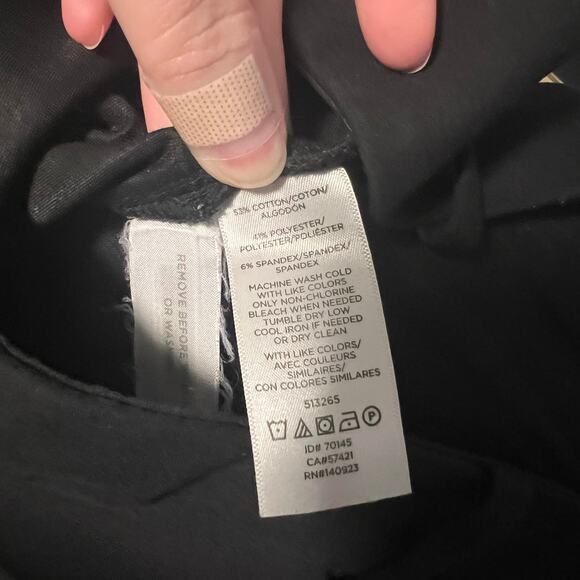 53% COTTON/COTON/
ALGODÓN
41% POLYESTER/
POLYESTER/POLIÉSTER
6% SPANDEX/SPANDEX/
SPANDEX
MACHINE WASH COLD
WITH LIKE COLORS
ONLY NON-CHLORINE
BLEACH WHEN NEEDED
TUMBLE DRY LOW
COOL IRON IF NEEDED
OR DRY CLEAN
WITH LIKE COLORS/
AVEC COULEURS
SIMILAIRES/
CON COLORES SIMILARES
513265
P
ID# 70145
CA#57421
RN#140923
REMOVE BEFORE
OR WASH